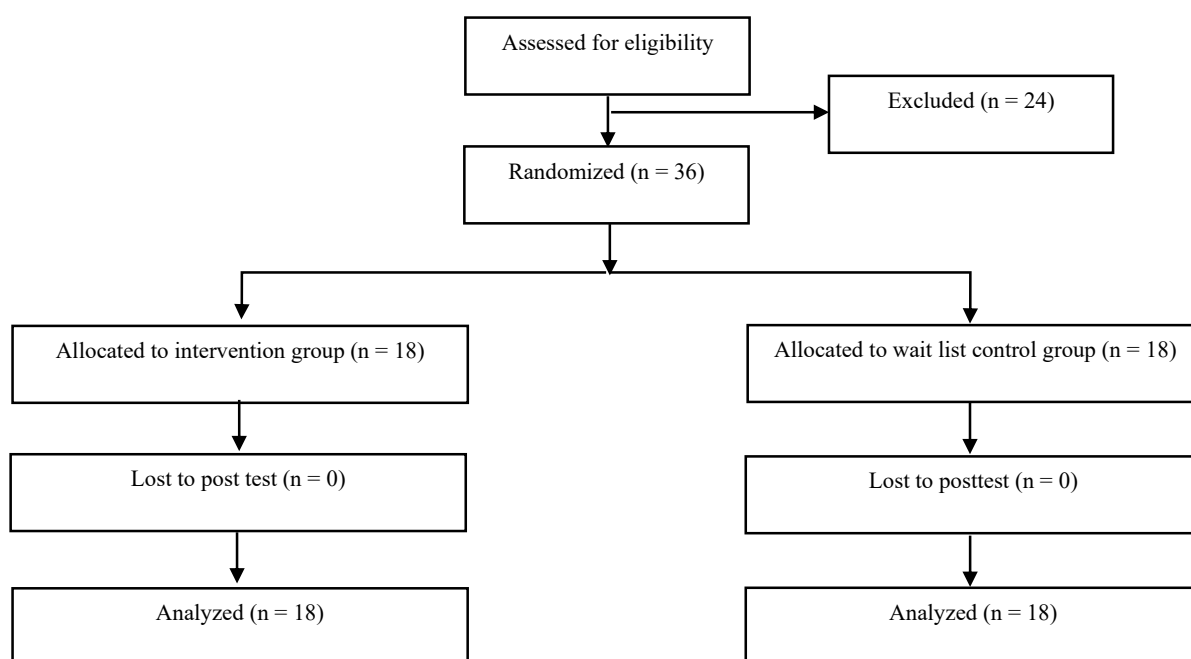 Assessed for eligibility
Excluded (n = 24)
Randomized (n = 36)
Allocated to intervention group (n = 18)
Allocated to wait list control group (n = 18)
Lost to post test (n = 0)
Lost to posttest (n = 0)
Analyzed (n = 18)
Analyzed (n = 18)